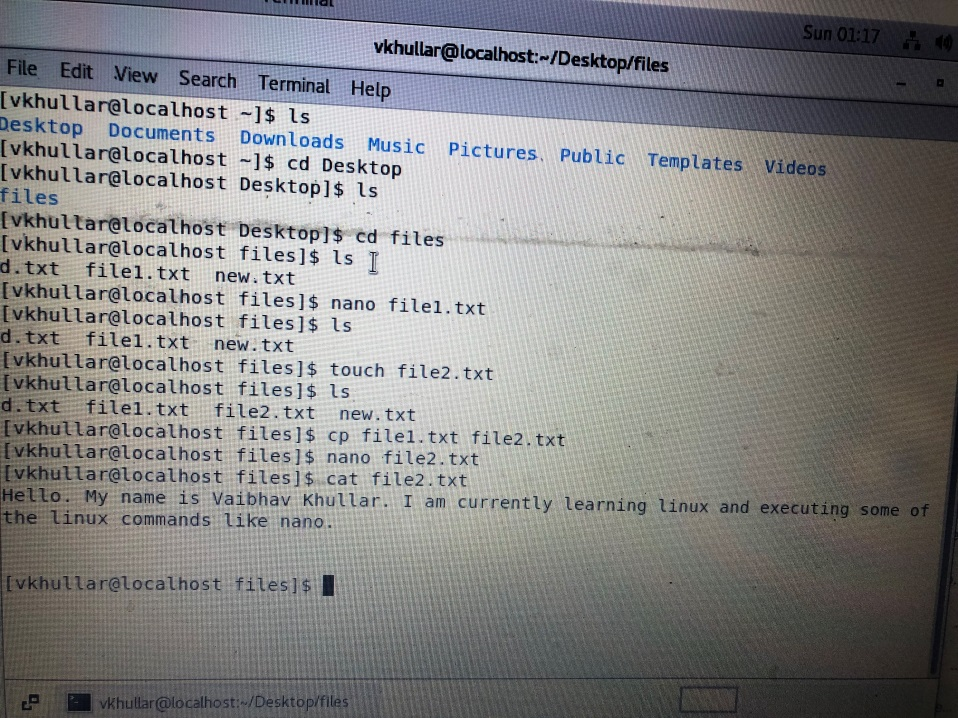 Terminal
Sun 01:17
vkhullar@localhost:~/Desktop/files
File Edit View Search Terminal Help
[vkhullar@localhost ~]$ ls
Desktop Documents Downloads Music Pictures Public Templates Videos
[vkhullar@localhost ~]$ cd Desktop
[vkhullar@localhost Desktop]$ ls
files
[vkhullar@localhost Desktop]$ cd files
[vkhullar@localhost files]$ ls
d.txt file1.txt new.txt
[vkhullar@localhost files]$ nano file1.txt
[vkhullar@localhost files]$ ls
d.txt file1.txt new.txt
[vkhullar@localhost files]$ touch file2.txt
[vkhullar@localhost files]$ ls
d.txt file1.txt file2.txt new.txt
[vkhullar@localhost files]$ cp file1.txt file2.txt
[vkhullar@localhost files]$ nano file2.txt
[vkhullar@localhost files]$ cat file2.txt
Hello. My name is Vaibhav Khullar. I am currently learning linux and executing some of
the linux commands like nano.
[vkhullar@localhost files]$
vkhullar@localhost:~/Desktop/files